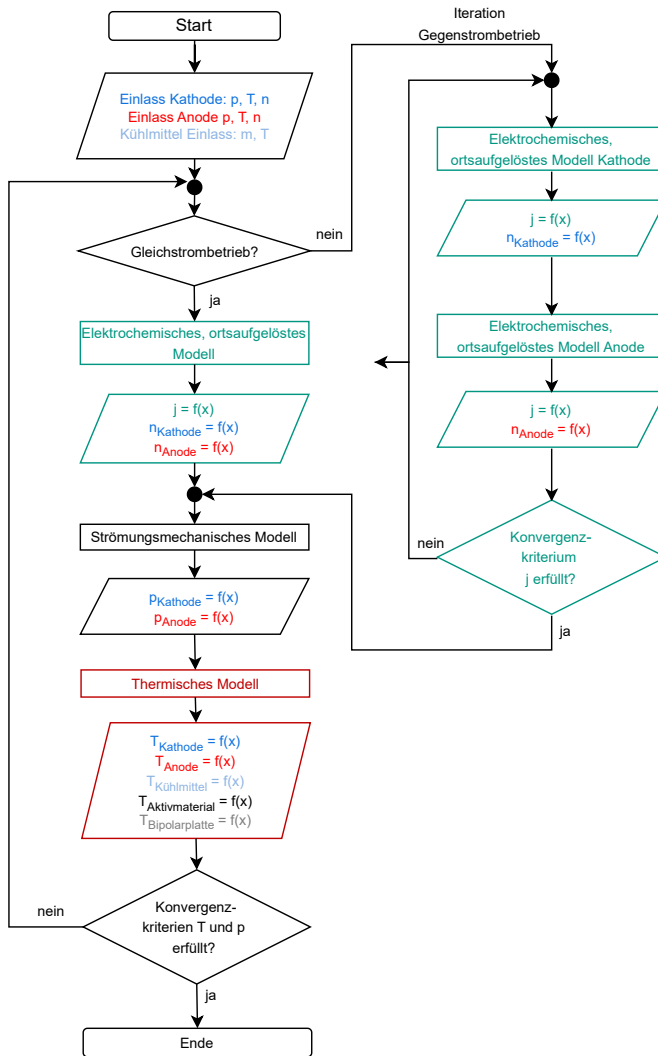 Start
Einlass Kathode: p, T, n
Einlass Anode p, T, n
Kühlmittel Einlass: m, T
Gleichstrombetrieb?
nein
ja
Elektrochemisches, ortsaufgelöstes
Modell
j = f(x)
nKathode = f(x)
nAnode = f(x)
Strömungsmechanisches Modell
pKathode = f(x)
pAnode = f(x)
Thermisches Modell
TKathode = f(x)
TAnode = f(x)
TKühlmittel = f(x)
TAktivmaterial = f(x)
TBipolarplatte = f(x)
Konvergenz-
kriterien T und p
erfüllt?
nein
ja
Ende
Iteration
Gegenstrombetrieb
Elektrochemisches,
ortsaufgelöstes Modell Kathode
j = f(x)
nKathode = f(x)
Elektrochemisches,
ortsaufgelöstes Modell Anode
j = f(x)
nAnode = f(x)
Konvergenz-
kriterium
j erfüllt?
nein
ja